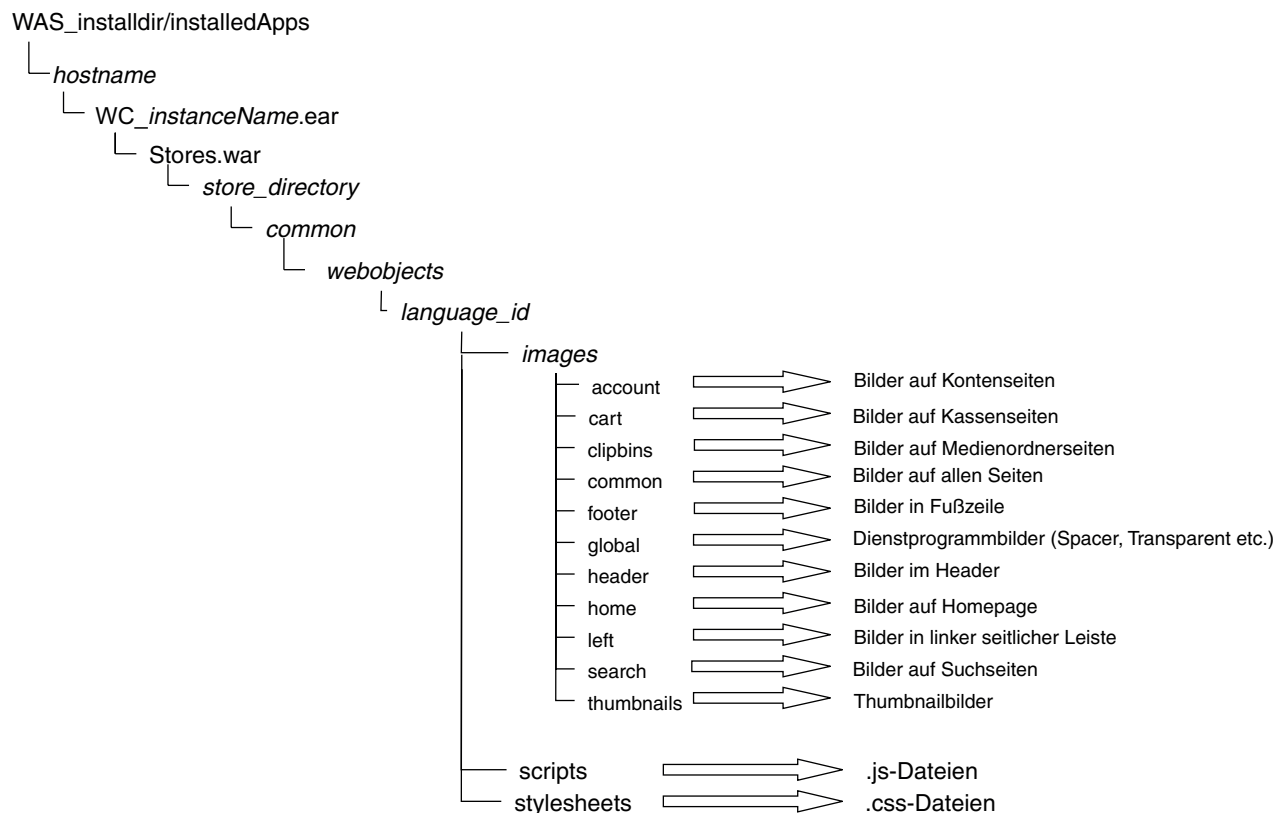 WAS_installdir/installedApps
hostname
WC_instanceName.ear
Stores.war
store_directory
common
webobjects
language_id
images
account Bilder auf Kontenseiten
cart Bilder auf Kassenseiten
clipbins Bilder auf Medienordnerseiten
common Bilder auf allen Seiten
footer Bilder in Fußzeile
global Dienstprogrammbilder (Spacer, Transparent etc.)
header Bilder im Header
home Bilder auf Homepage
left Bilder in linker seitlicher Leiste
search Bilder auf Suchseiten
thumbnails Thumbnailbilder
scripts .js-Dateien
stylesheets .css-Dateien